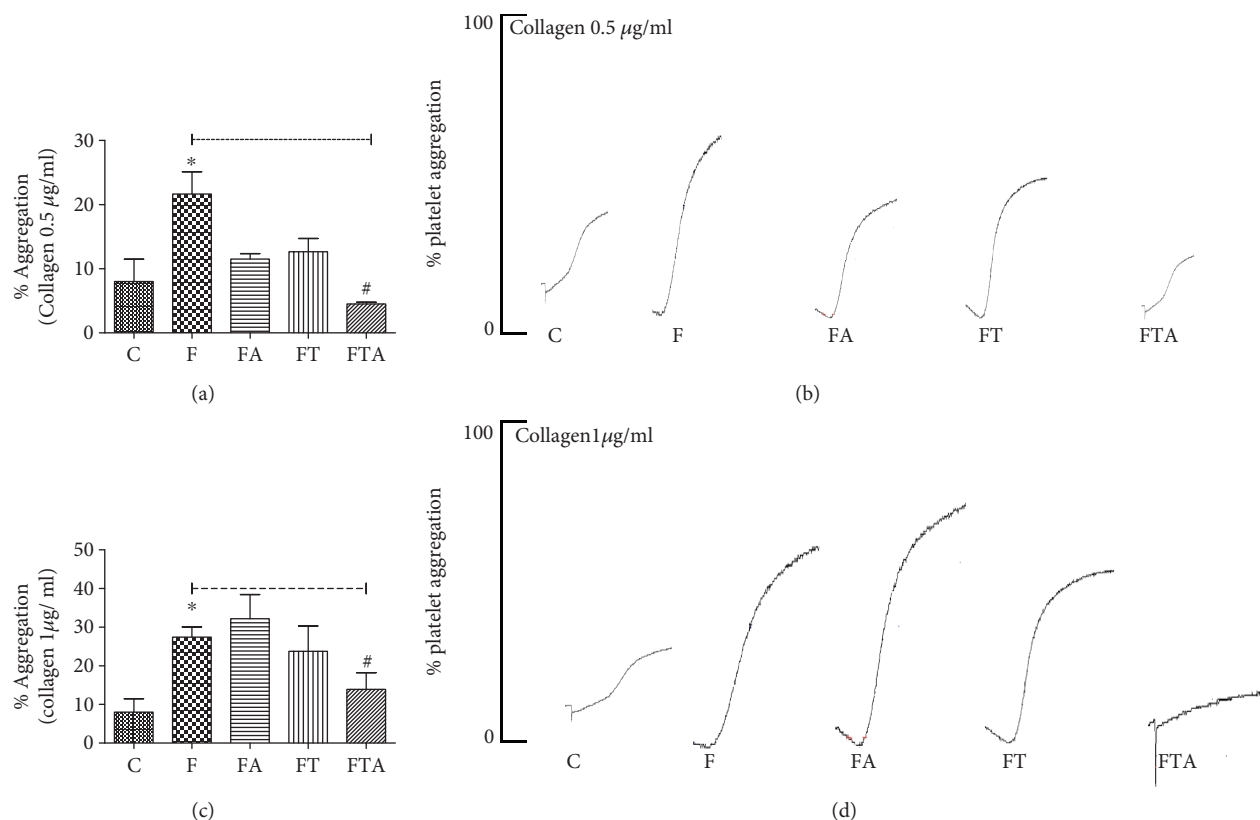 % Aggregation
(Collagen 0.5 μg/ml)
30
20
10
0
*
#
C F FA FT FTA
(a)
% platelet aggregation
100
0
Collagen 0.5 μg/ml
C F FA FT FTA
(b)
% Aggregation
(collagen 1μg/ ml)
50
40
30
20
10
0
*
#
C F FA FT FTA
(c)
% platelet aggregation
100
0
Collagen1μg/ml
C F FA FT FTA
(d)